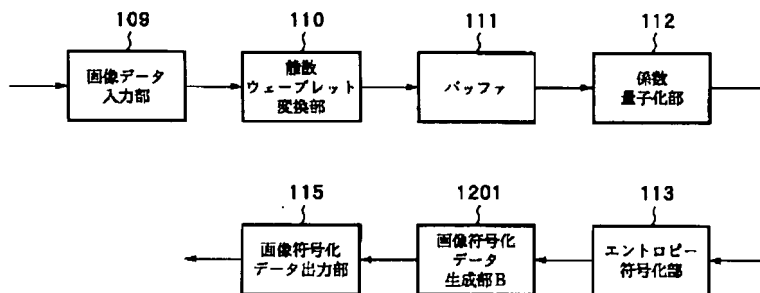 109
110
111
112
画像データ
入力部
離散
ウェーブレット
変換部
バッファ
係数
量子化部
115
1201
113
画像符号化
データ出力部
画像符号化
データ
生成部B
エントロピー
符号化部